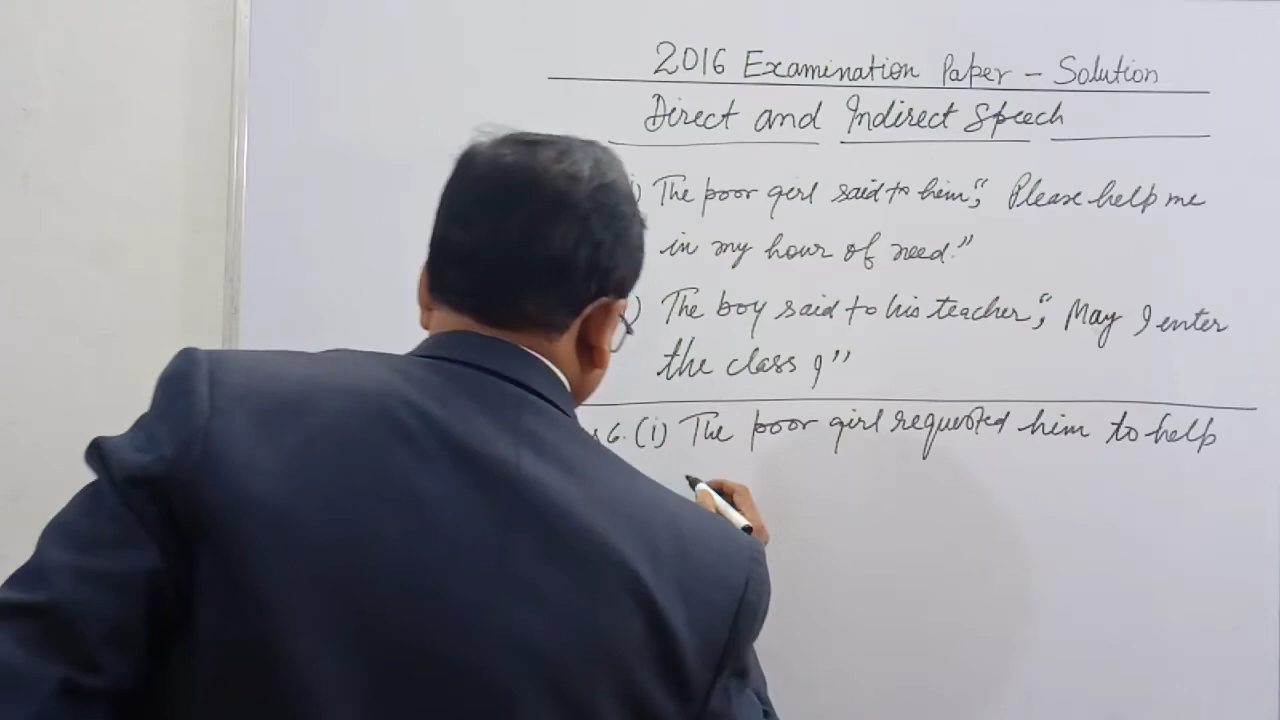 2016 Examination Paper - Solution
Direct and Indirect Speech
) The poor girl said to him,“ Please help me
in my hour of need.”
) The boy said to his teacher,“ May I enter
the class ?”
6. (i) The poor girl requested him to help